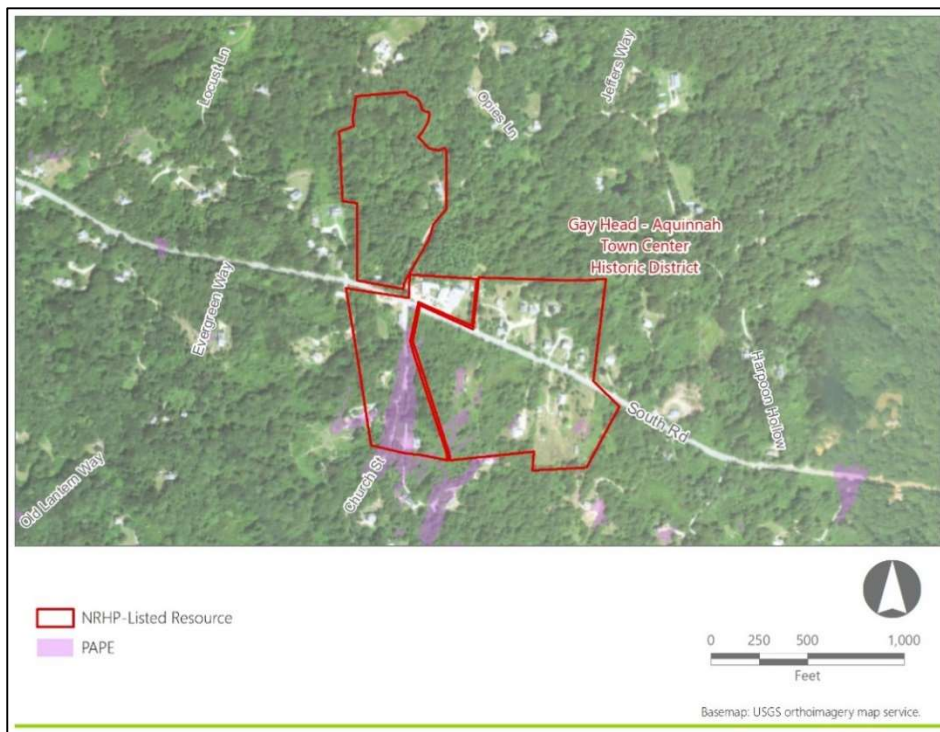 Locust Ln
Opies Ln
Jeffers Way
Gay Head - Aquinnah
Town Center
Historic District
Evergreen Way
South Rd
Harpoon Hollow
Old Lantern Way
Church St
NRHP-Listed Resource
PAPE
0 250 500 1,000
Feet
Basemap: USGS orthoimagery map service.